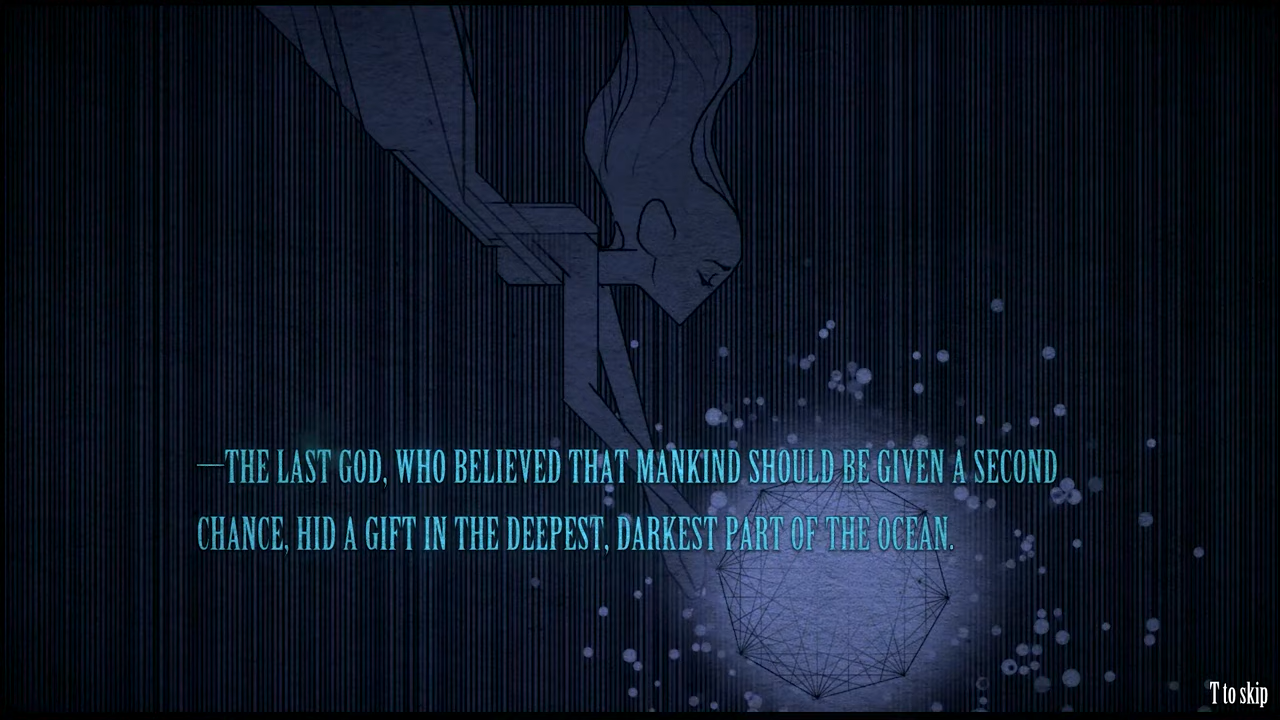 —THE LAST GOD, WHO BELIEVED THAT MANKIND SHOULD BE GIVEN A SECOND
CHANCE, HID A GIFT IN THE DEEPEST, DARKEST PART OF THE OCEAN.
T to skip